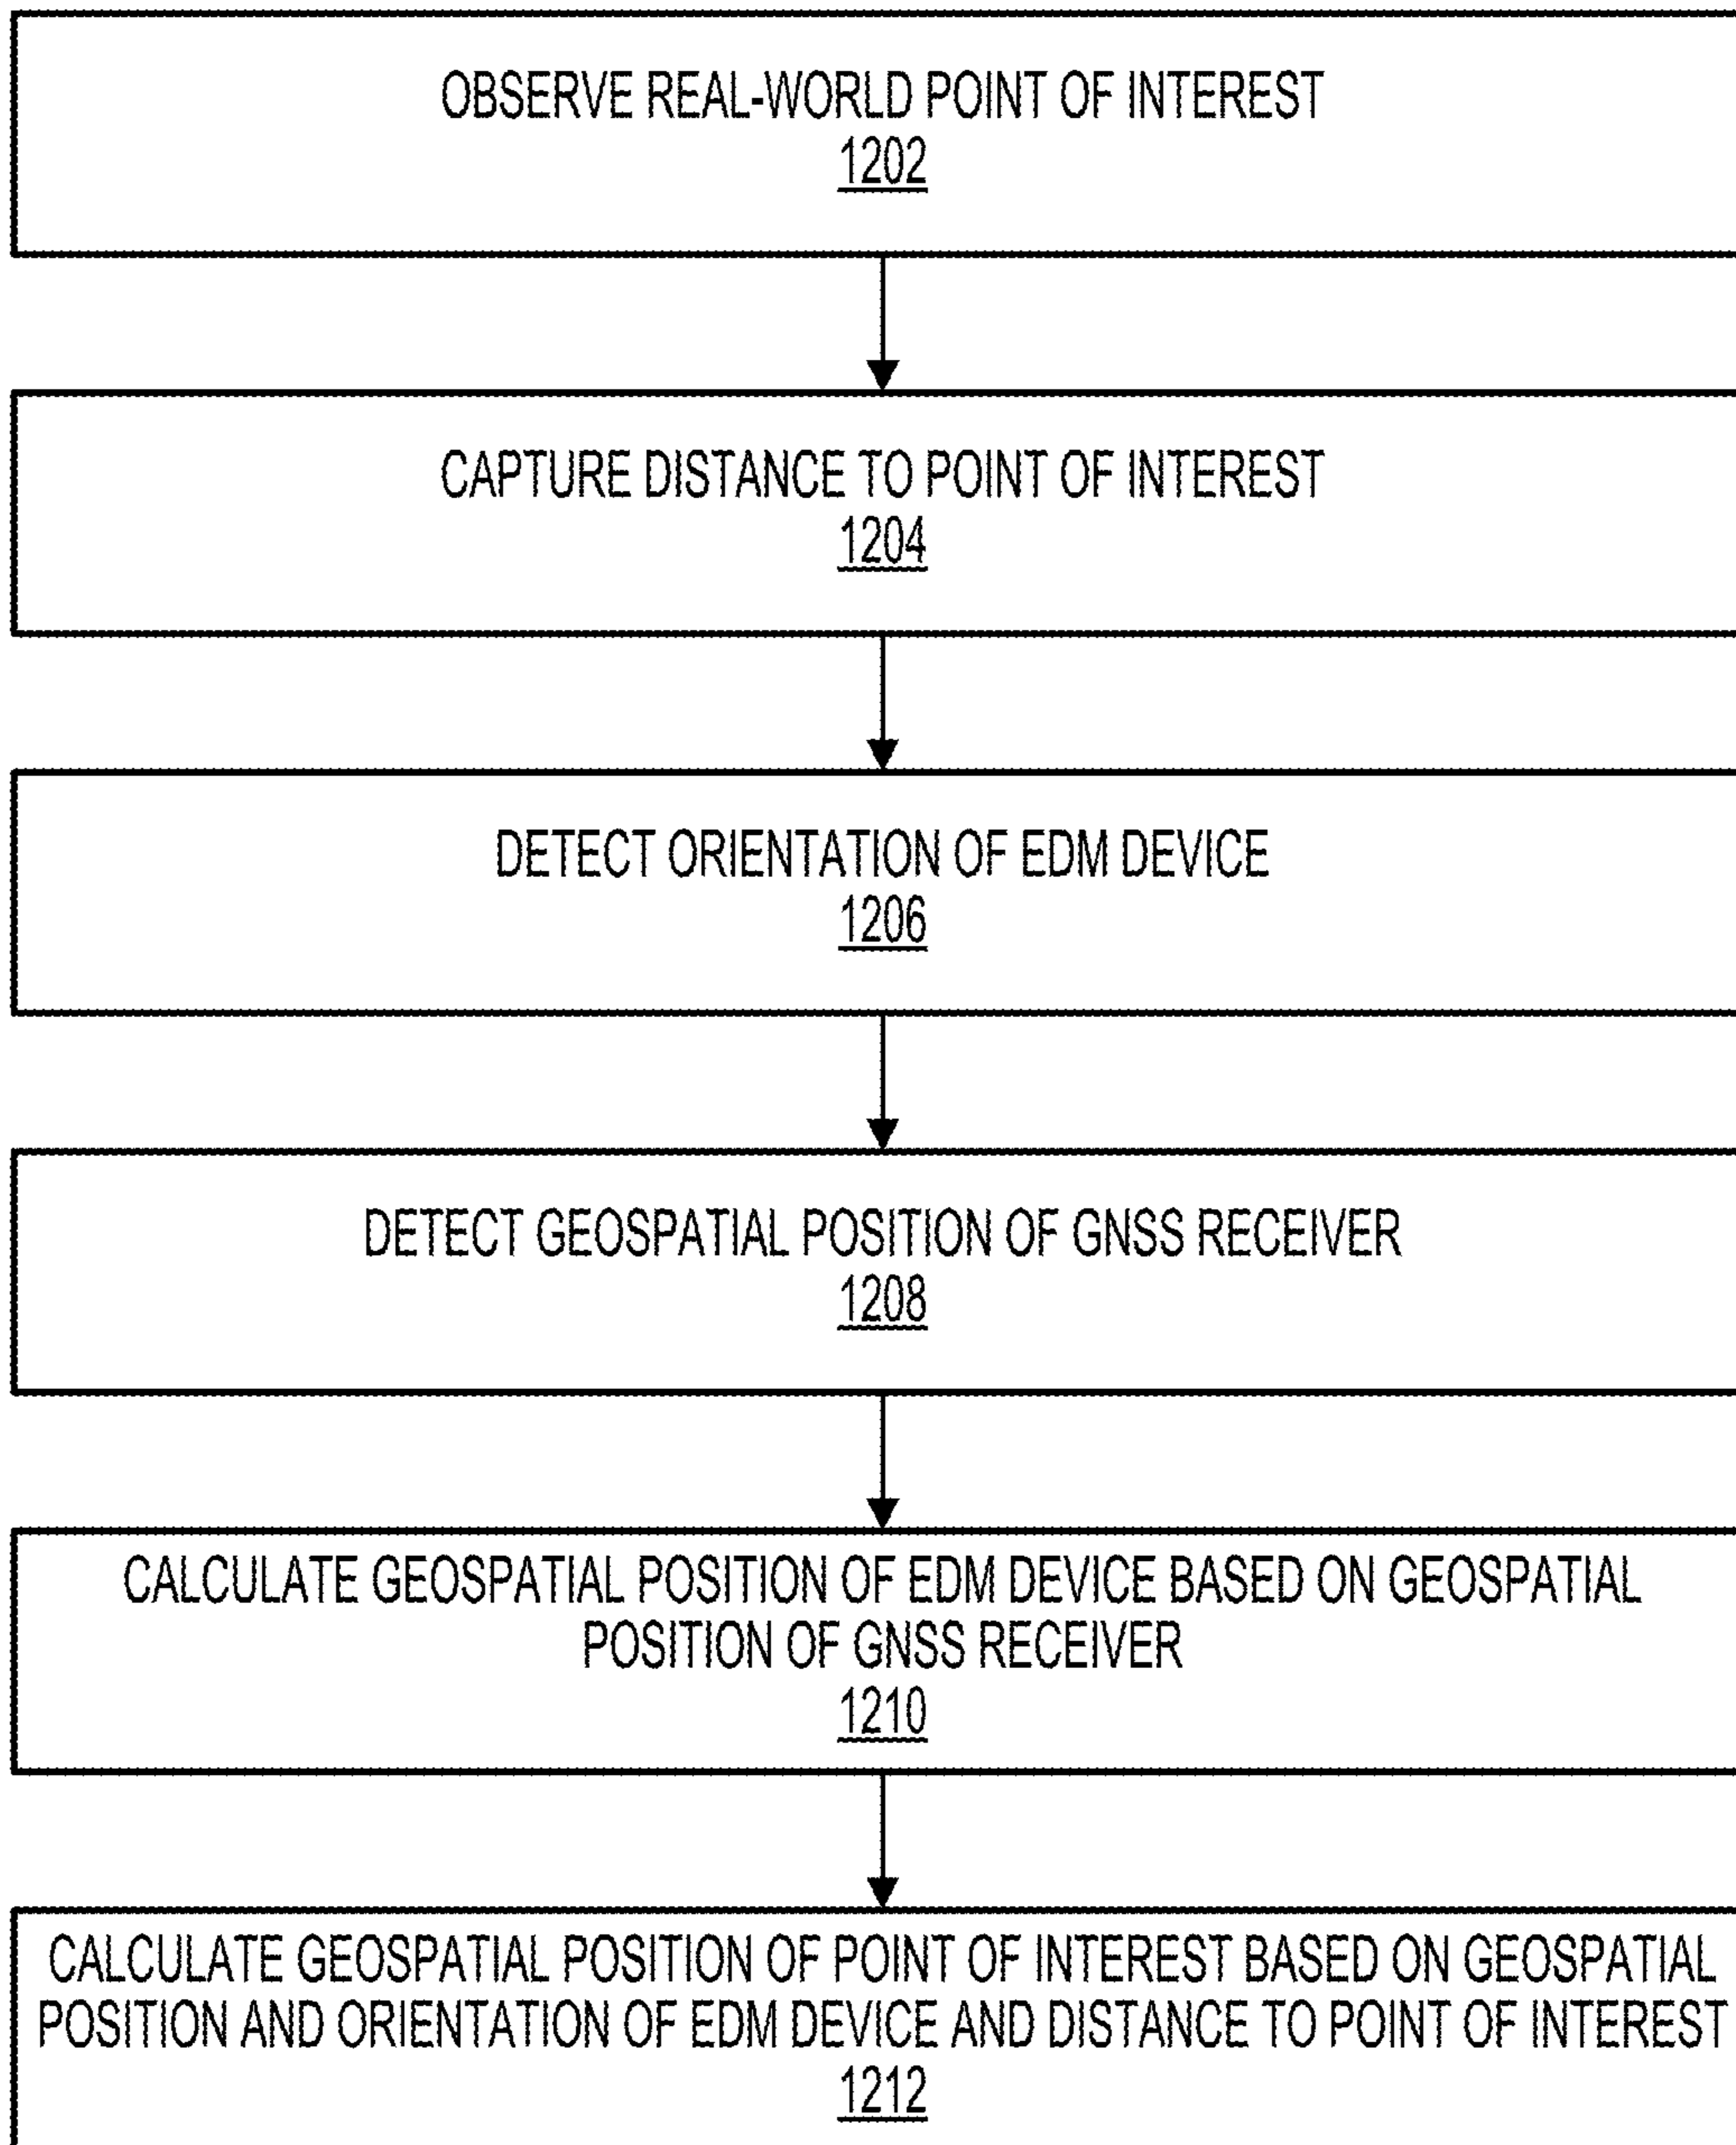 OBSERVE REAL-WORLD POINT OF INTEREST
1202
CAPTURE DISTANCE TO POINT OF INTEREST
1204
DETECT ORIENTATION OF EDM DEVICE
1206
DETECT GEOSPATIAL POSITION OF GNSS RECEIVER
1208
CALCULATE GEOSPATIAL POSITION OF EDM DEVICE BASED ON GEOSPATIAL
POSITION OF GNSS RECEIVER
1210
CALCULATE GEOSPATIAL POSITION OF POINT OF INTEREST BASED ON GEOSPATIAL
POSITION AND ORIENTATION OF EDM DEVICE AND DISTANCE TO POINT OF INTEREST
1212